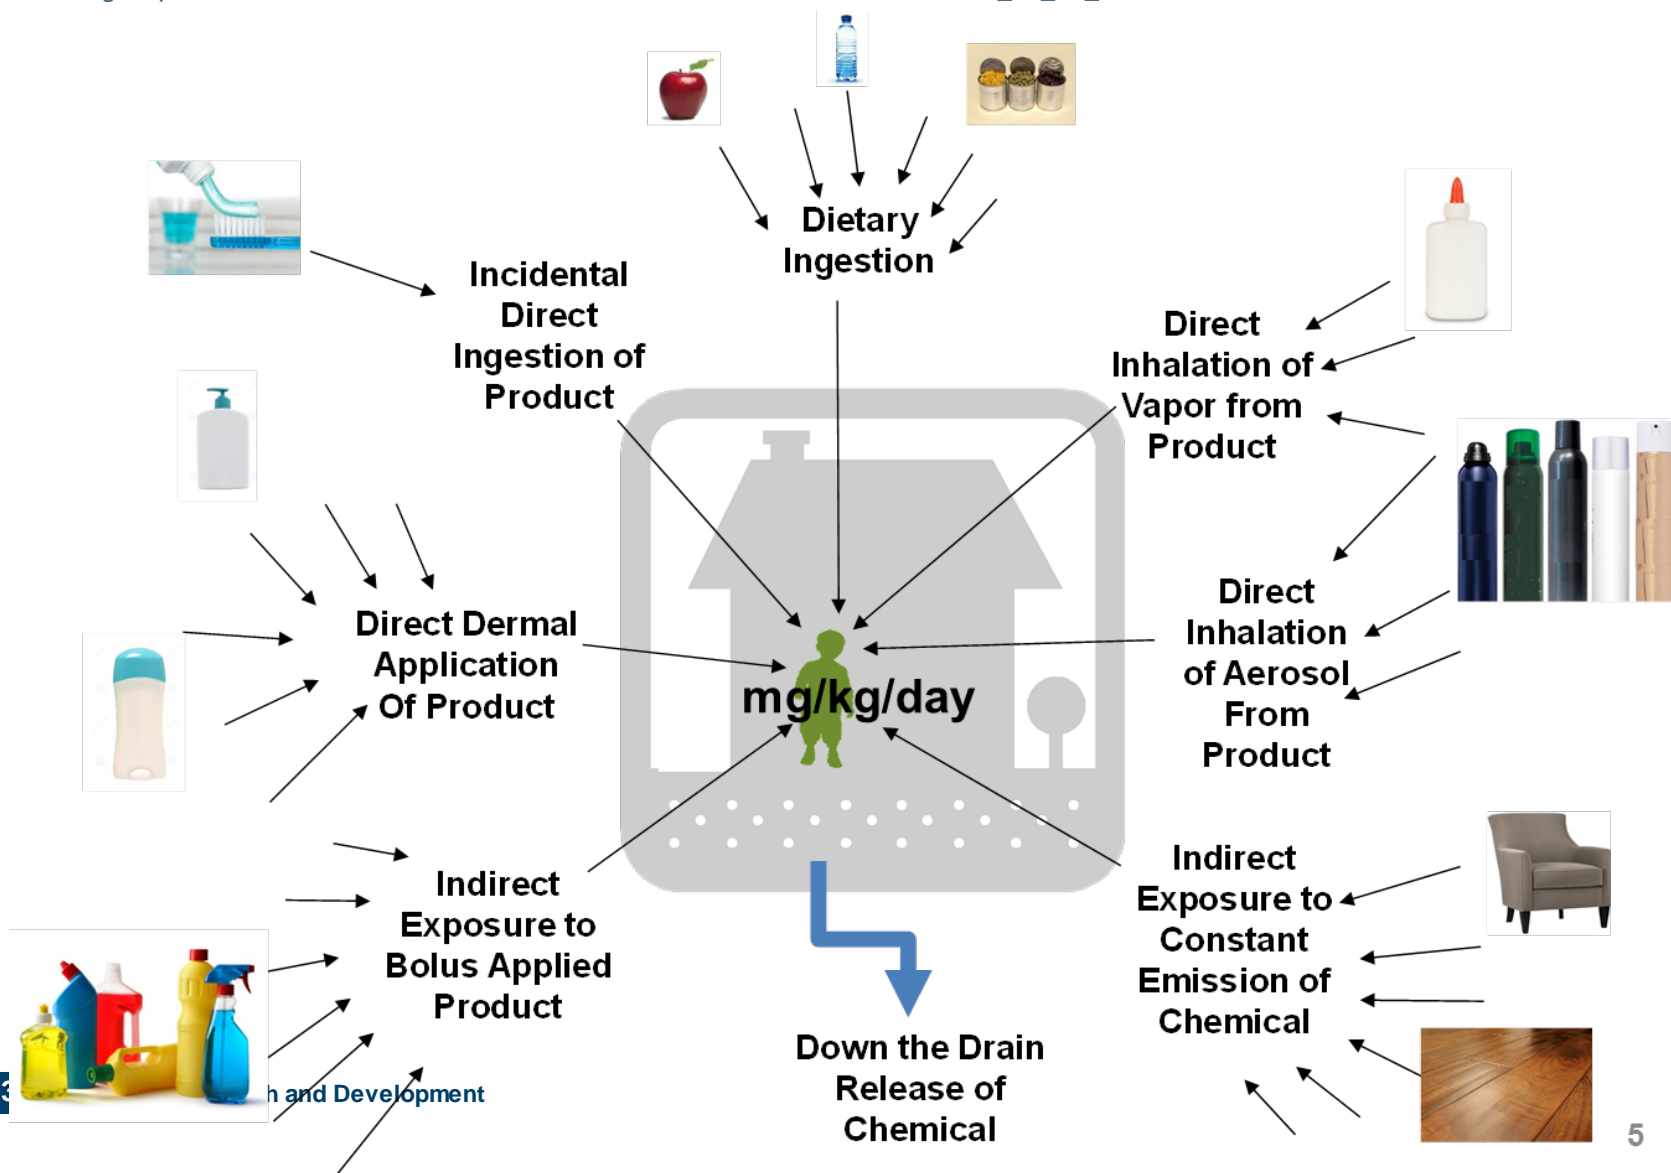 Dietary
Ingestion
Incidental
Direct
Ingestion of
Product
Direct
Inhalation of
Vapor from
Product
Direct Dermal
Application
Of Product
Direct
Inhalation
of Aerosol
From
Product
mg/kg/day
Indirect
Exposure to
Bolus Applied
Product
Indirect
Exposure to
Constant
Emission of
Chemical
Down the Drain
Release of
Chemical
and Development
5